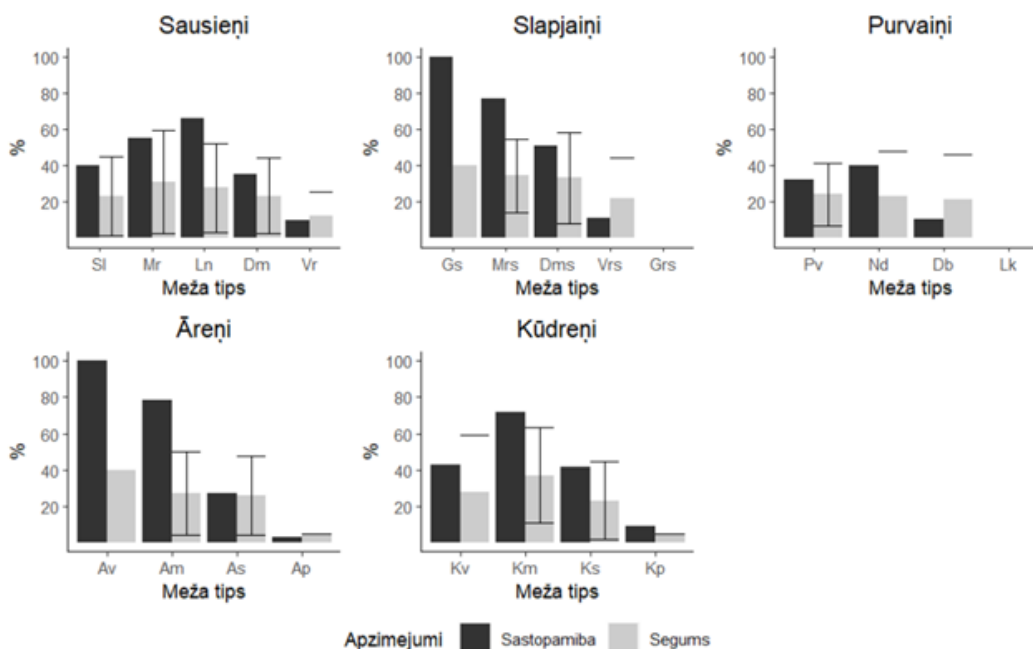 Sausieņi
Slapjaiņi
Purvaiņi
100
80
60
40
20
%
Sl Mr Ln Dm Vr
Meža tips
100
80
60
40
20
%
Gs Mrs Dms Vrs Grs
Meža tips
100
80
60
40
20
%
Pv Nd Db Lk
Meža tips
Āreņi
Kūdreņi
100
80
60
40
20
%
Av Am As Ap
Meža tips
100
80
60
40
20
%
Kv Km Ks Kp
Meža tips
Apzimejumi Sastopamiba Segums